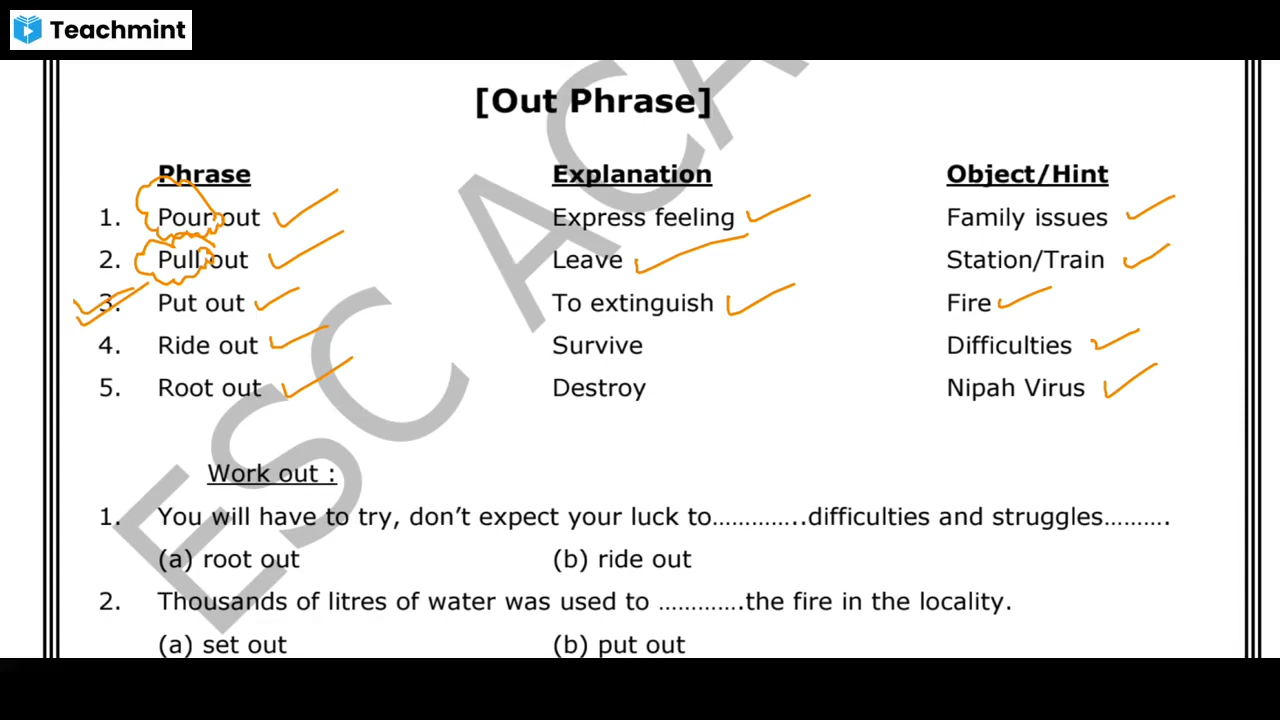 Teachmint
[Out Phrase]
Phrase Explanation Object/Hint
1. Pour out Express feeling Family issues
2. Pull out Leave Station/Train
3. Put out To extinguish Fire
4. Ride out Survive Difficulties
5. Root out Destroy Nipah Virus
Work out :
1. You will have to try, don't expect your luck to…………..difficulties and struggles……….
(a) root out (b) ride out
2. Thousands of litres of water was used to ………….the fire in the locality.
(a) set out (b) put out
ESC ACA